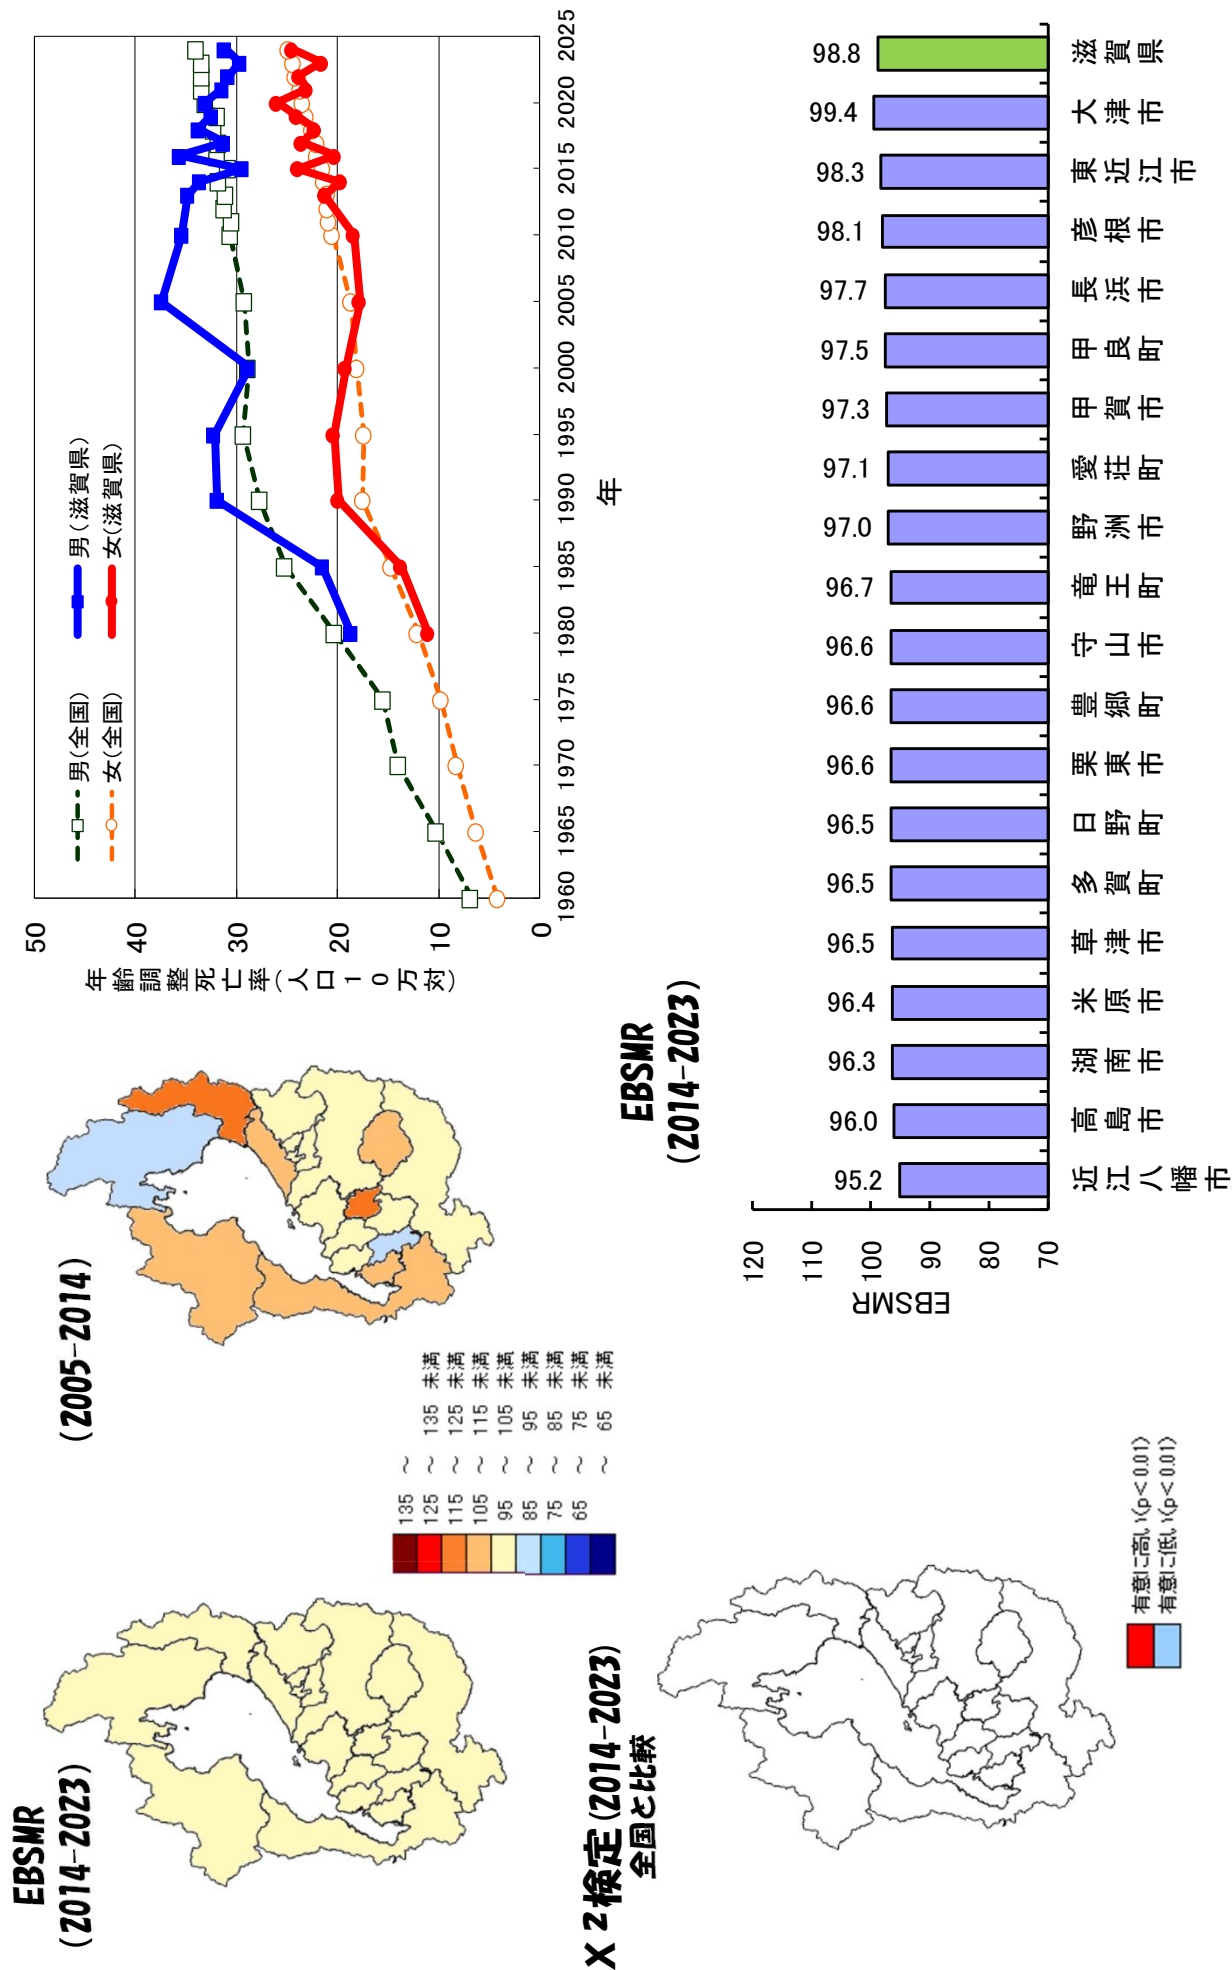 EBSMR
(2014-2023)
(2005-2014)
135 ～
125 ～ 135 未満
115 ～ 125 未満
105 ～ 115 未満
95 ～ 105 未満
85 ～ 95 未満
75 ～ 85 未満
65 ～ 75 未満
～ 65 未満
年齢調整死亡率(人口１０万対)
50
40
30
20
10
0
男(全国)
男(滋賀県)
女(全国)
女(滋賀県)
1960 1965 1970 1975 1980 1985 1990 1995 2000 2005 2010 2015 2020 2025
年
X²検定(2014-2023)
全国と比較
有意に高い(p<0.01)
有意に低い(p<0.01)
EBSMR
(2014-2023)
EBSMR
120
110
100
90
80
70
95.2 96.0 96.3 96.4 96.5 96.5 96.5 96.6 96.6 96.6 96.7 97.0 97.1 97.3 97.5 97.7 98.1 98.3 99.4 98.8
近江八幡市
高島市
湖南市
米原市
草津市
多賀町
日野町
栗東市
豊郷町
守山市
竜王町
野洲市
愛荘町
甲賀市
甲良町
長浜市
彦根市
東近江市
大津市
滋賀県